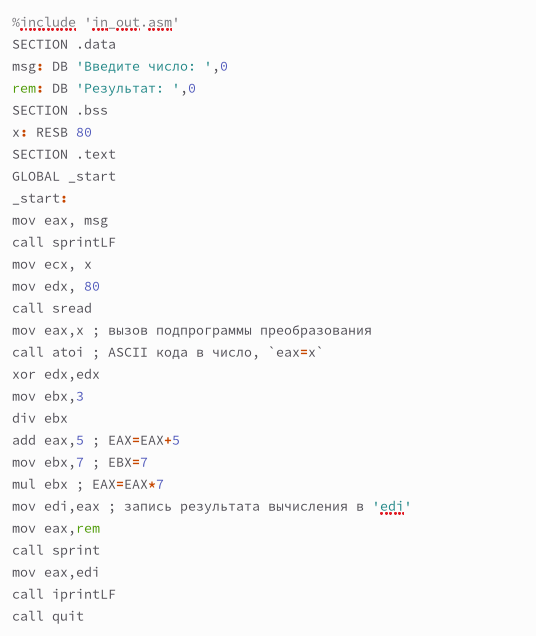 %include 'in_out.asm'
SECTION .data
msg: DB 'Введите число: ',0
rem: DB 'Результат: ',0
SECTION .bss
x: RESB 80
SECTION .text
GLOBAL _start
_start:
mov eax, msg
call sprintLF
mov ecx, x
mov edx, 80
call sread
mov eax,x ; вызов подпрограммы преобразования
call atoi ; ASCII кода в число, `eax=x`
xor edx,edx
mov ebx,3
div ebx
add eax,5 ; EAX=EAX+5
mov ebx,7 ; EBX=7
mul ebx ; EAX=EAX*7
mov edi,eax ; запись результата вычисления в 'edi'
mov eax,rem
call sprint
mov eax,edi
call iprintLF
call quit